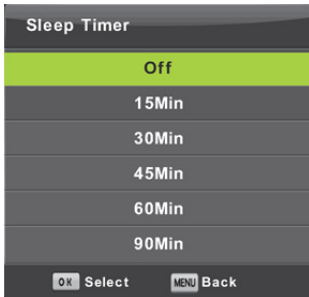 Sleep Timer
Off
15Min
30Min
45Min
60Min
90Min
OK Select MENU Back